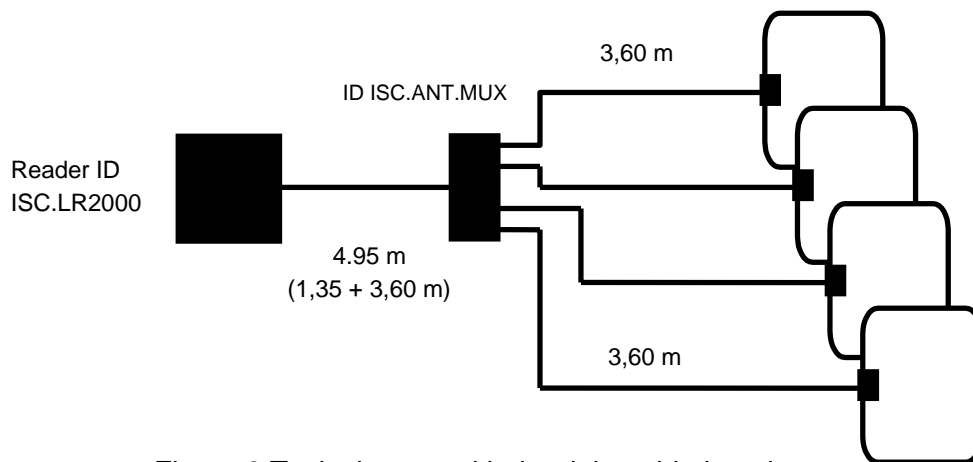 3,60 m
ID ISC.ANT.MUX
Reader ID
ISC.LR2000
4.95 m
(1,35 + 3,60 m)
3,60 m